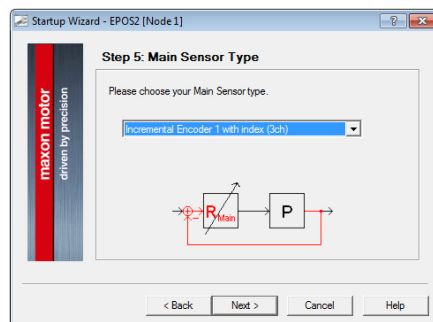 Startup Wizard - EPOS2 [Node 1]
Step 5: Main Sensor Type
maxon motor
driven by precision
Please choose your Main Sensor type.
Incremental Encoder 1 with index (3ch)
R Main
P
< Back
Next >
Cancel
Help